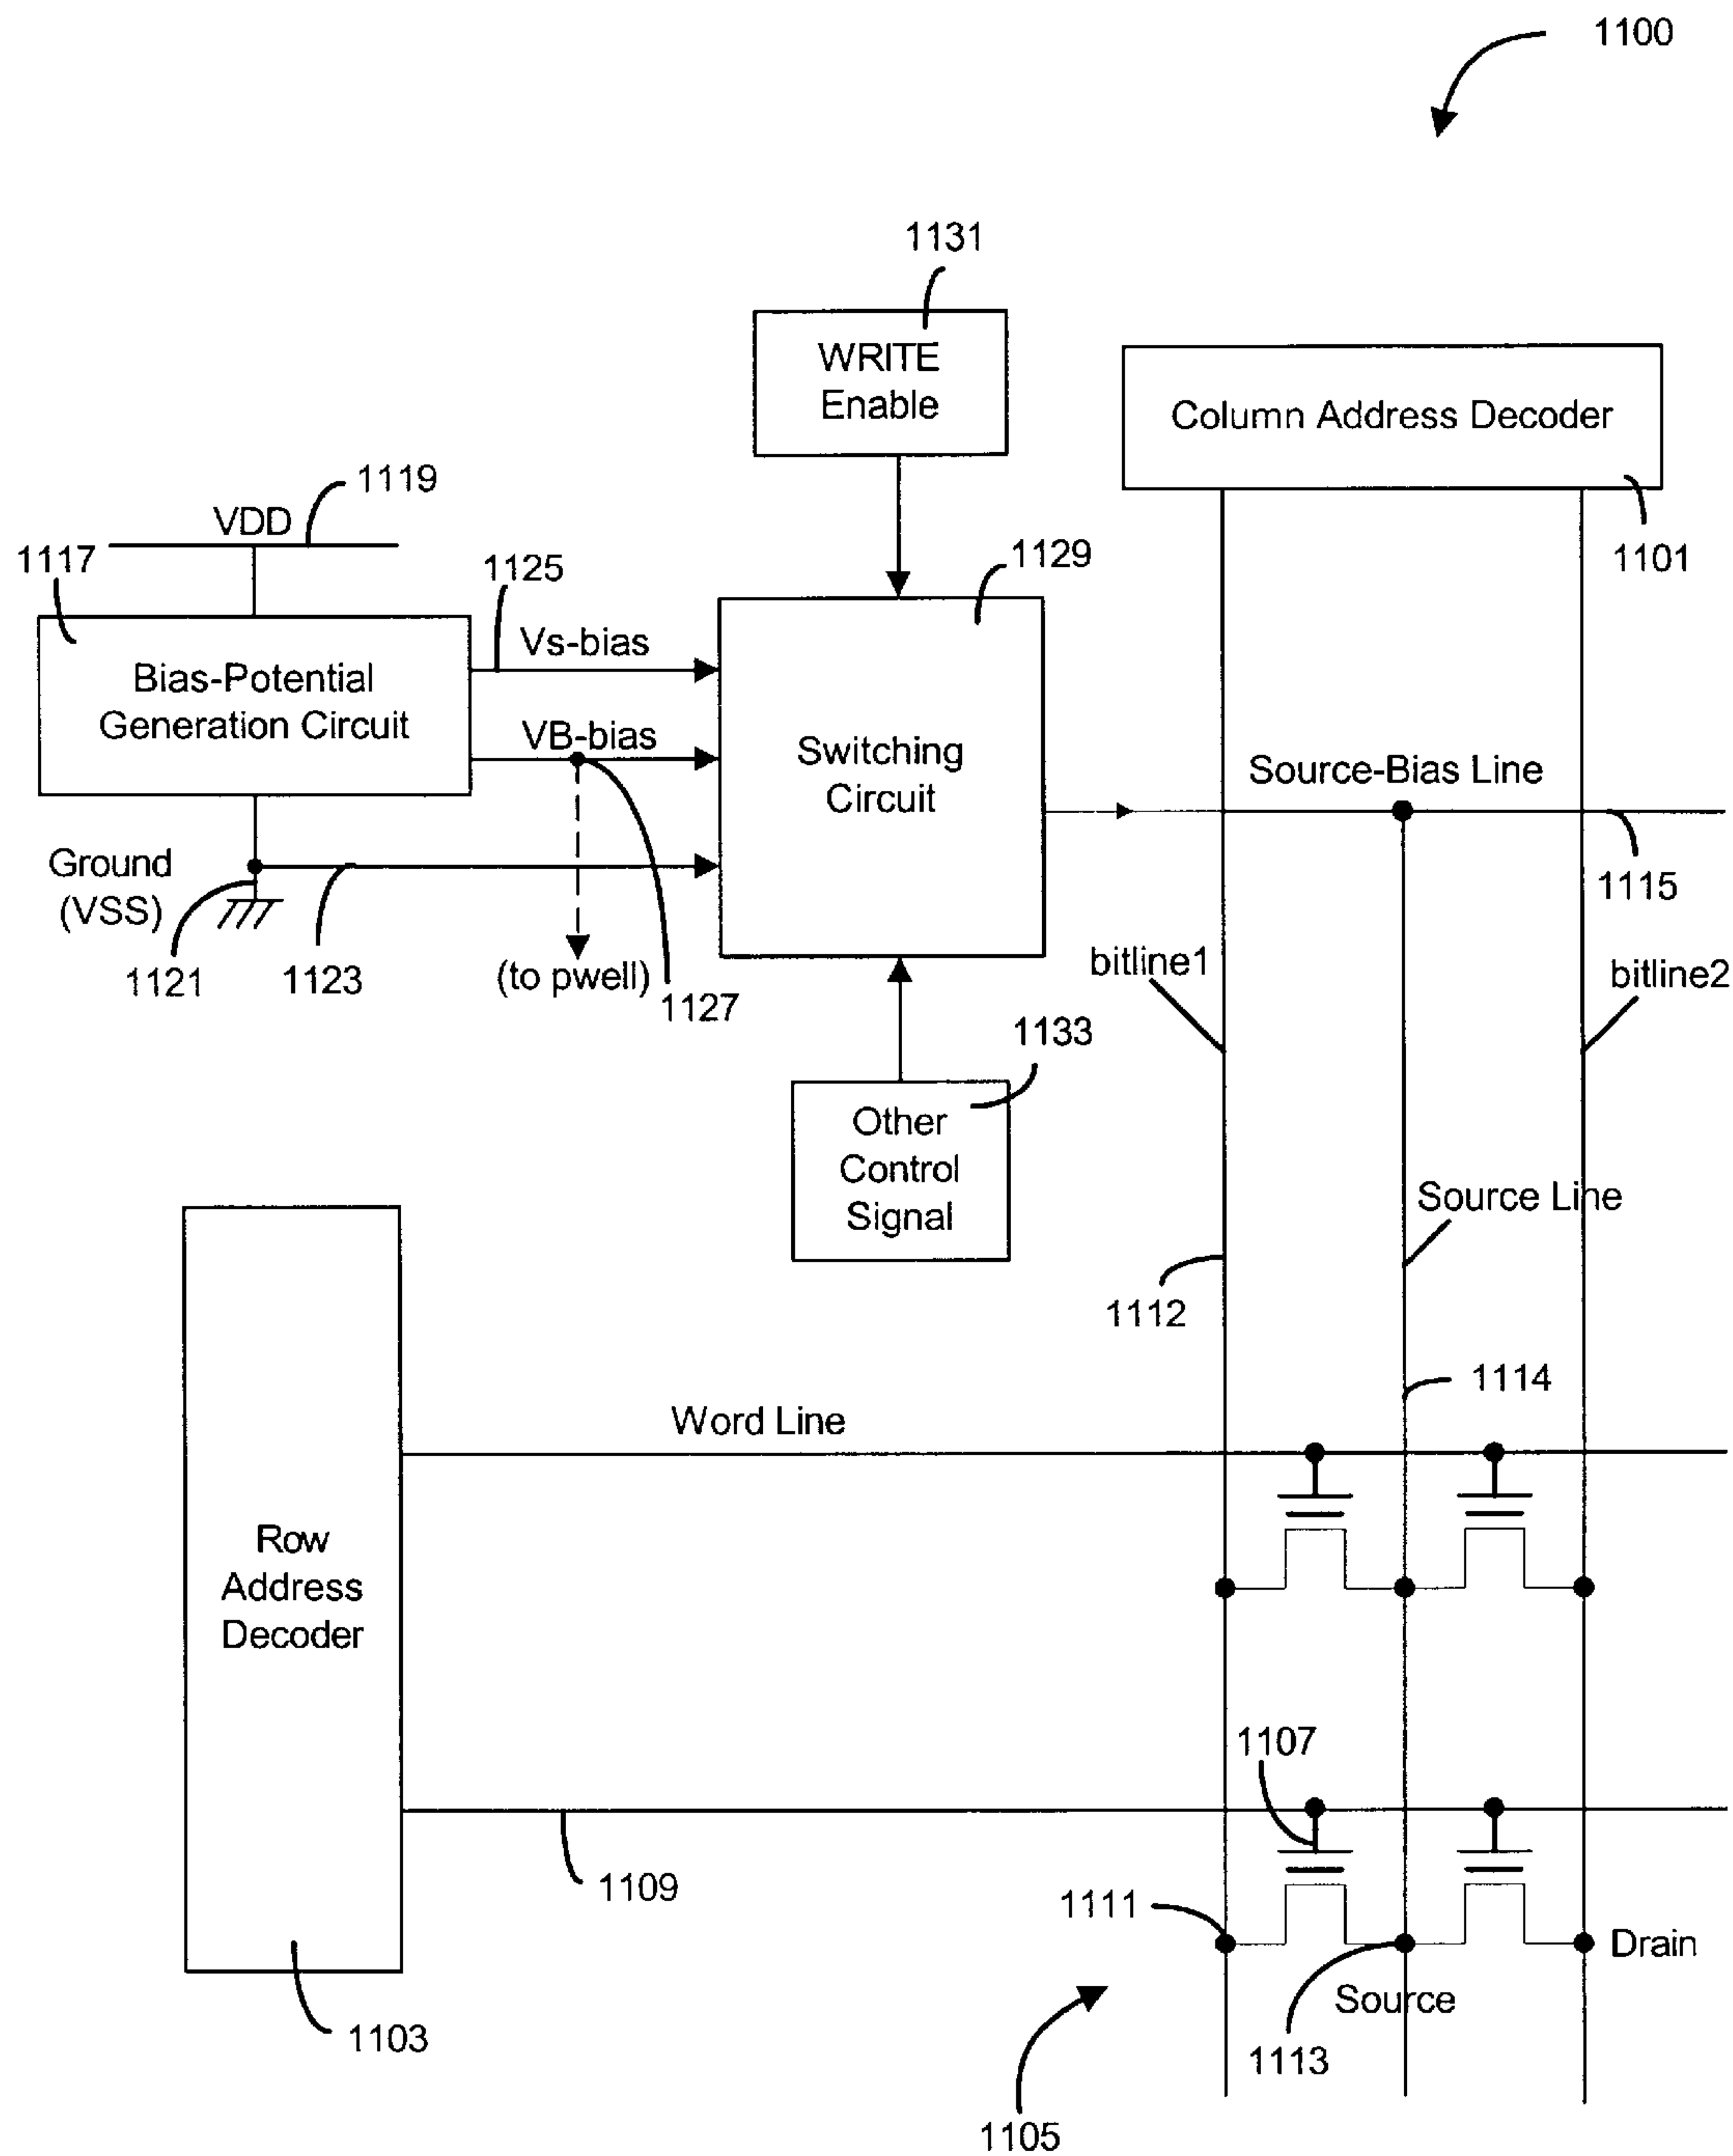 1100
1131
WRITE
Enable
Column Address Decoder
1101
1119
VDD
1117
1125
1129
Bias-Potential
Generation Circuit
Vs-bias
VB-bias
Switching
Circuit
Source-Bias Line
1115
Ground
(VSS)
1121
1123
(to pwell)
1127
bitline1
bitline2
1133
Other
Control
Signal
Source Line
1112
1114
Word Line
Row
Address
Decoder
1107
1109
1111
Drain
Source
1113
1103
1105